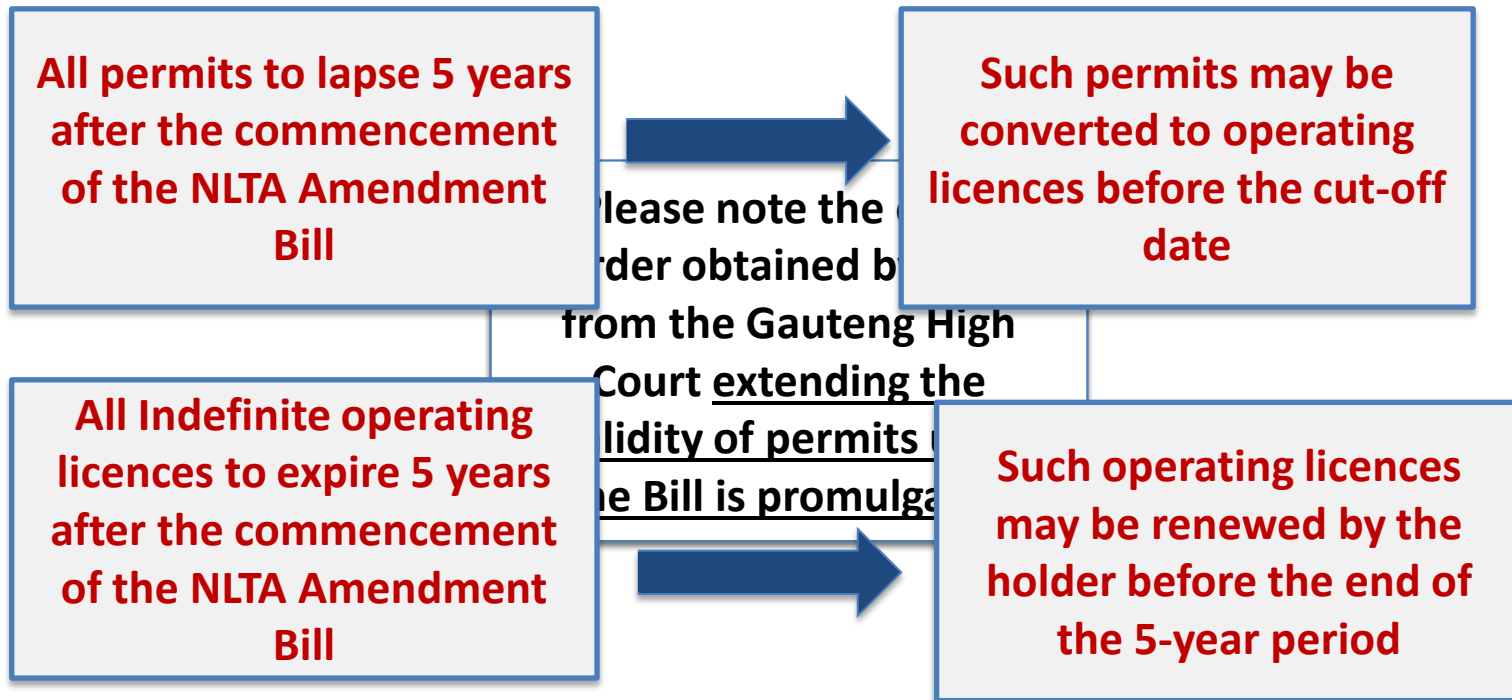 All permits to lapse 5 years
after the commencement
of the NLTA Amendment
Bill
Such permits may be
converted to operating
licences before the cut-off
date
note the
obtained
from the Gauteng High
Court extending the
of permits
Bill is
All Indefinite operating
licences to expire 5 years
after the commencement
of the NLTA Amendment
Bill
Such operating licences
may be renewed by the
holder before the end of
the 5-year period